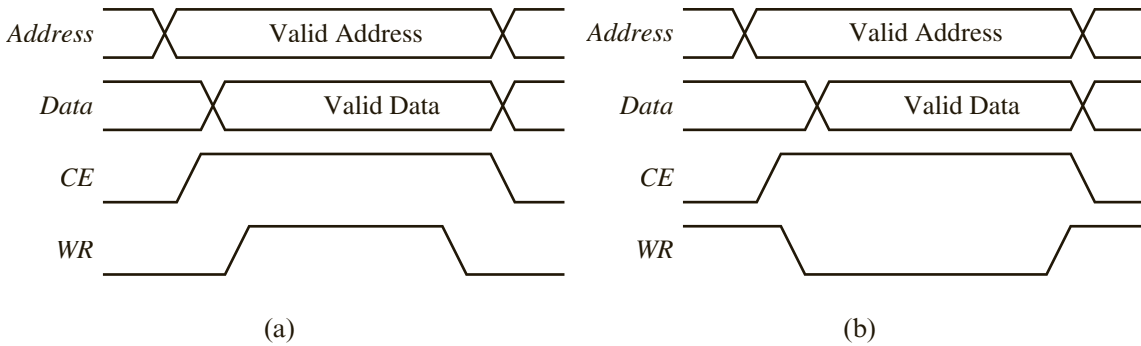 Address Valid Address
Data Valid Data
CE
WR
(a)
Address Valid Address
Data Valid Data
CE
WR
(b)